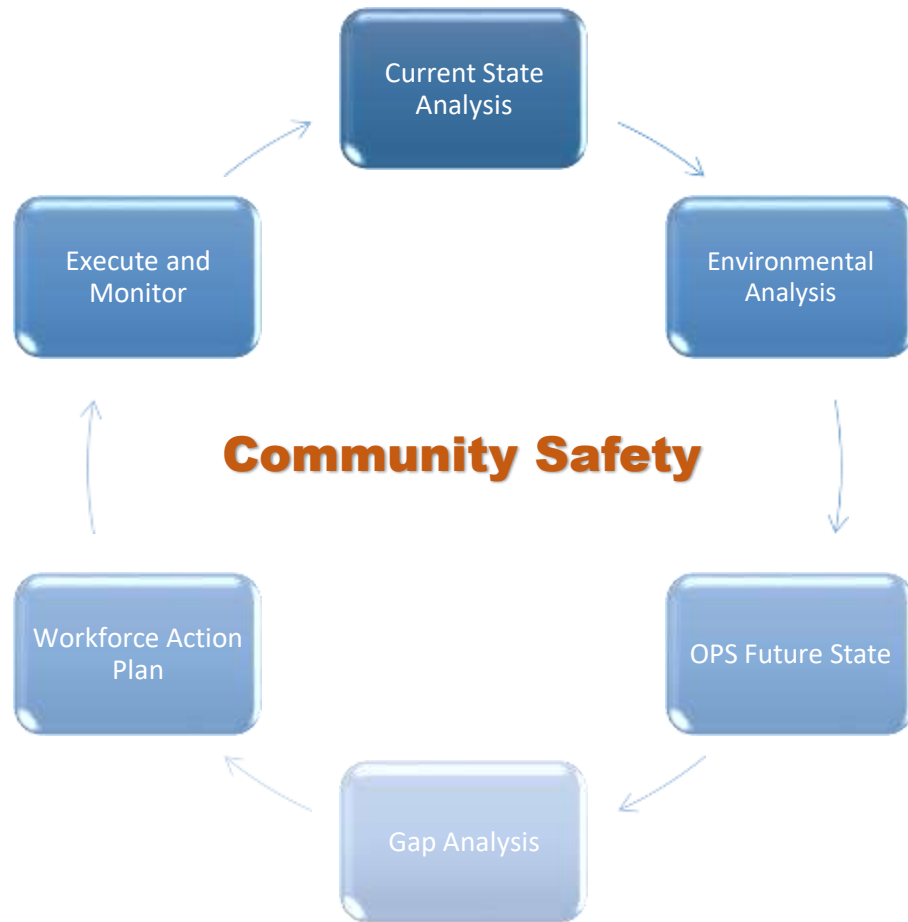 Current State
Analysis
Environmental
Analysis
OPS Future State
Gap Analysis
Workforce Action
Plan
Execute and
Monitor
Community Safety